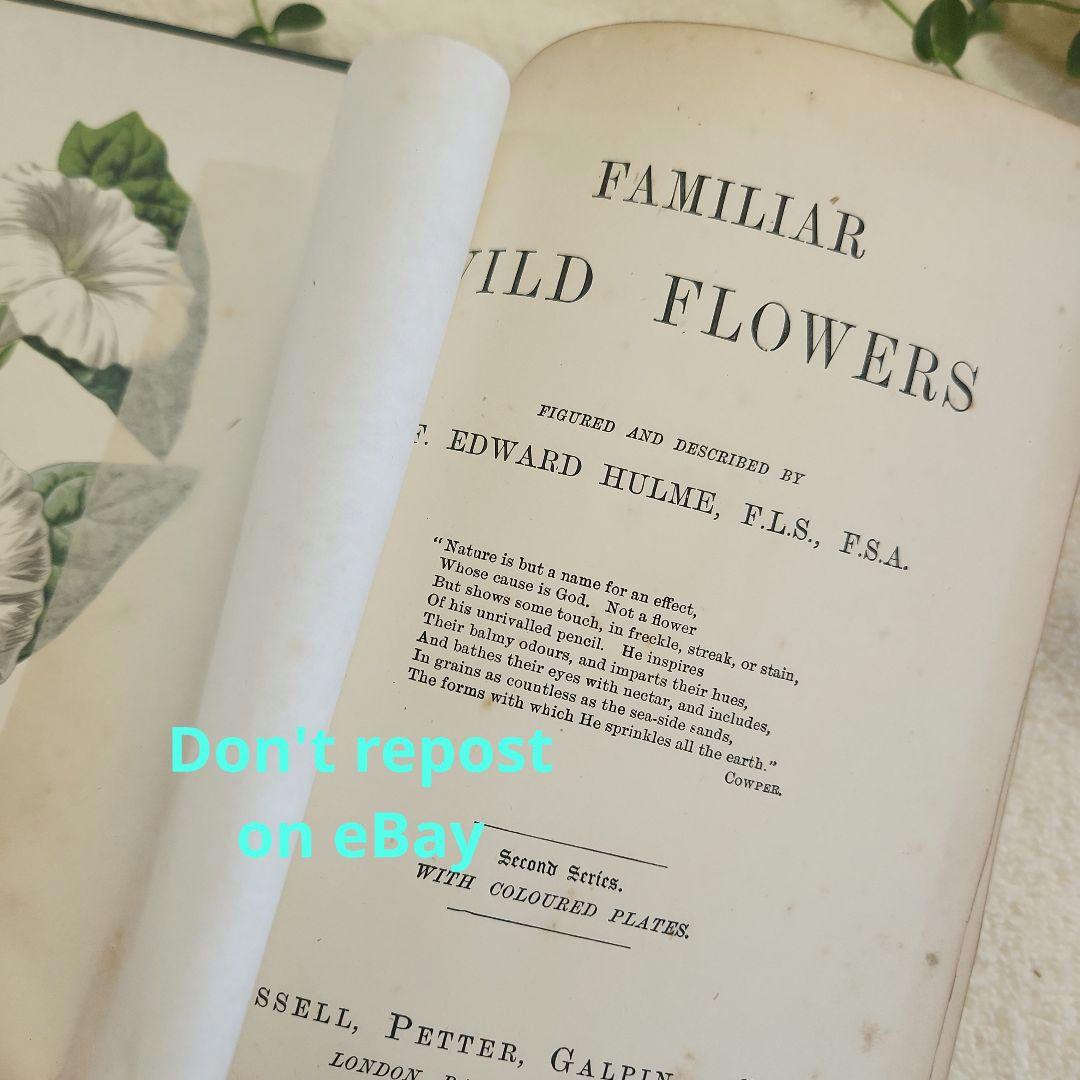 FAMILIAR
WILD FLOWERS
FIGURED AND DESCRIBED BY
F. EDWARD HULME, F.L.S., F.S.A.
“Nature is but a name for an effect,
Whose cause is God. Not a flower
But shows some touch, in freckle, streak, or stain,
Of his unrivalled pencil. He inspires
Their balmy odours, and imparts their hues,
And bathes their eyes with nectar, and includes,
In grains as countless as the sea-side sands,
The forms with which He sprinkles all the earth.”
COWPER.
Don't repost
on eBay
Second Series.
WITH COLOURED PLATES.
SSELL, PETTER, GALPIN
LONDON